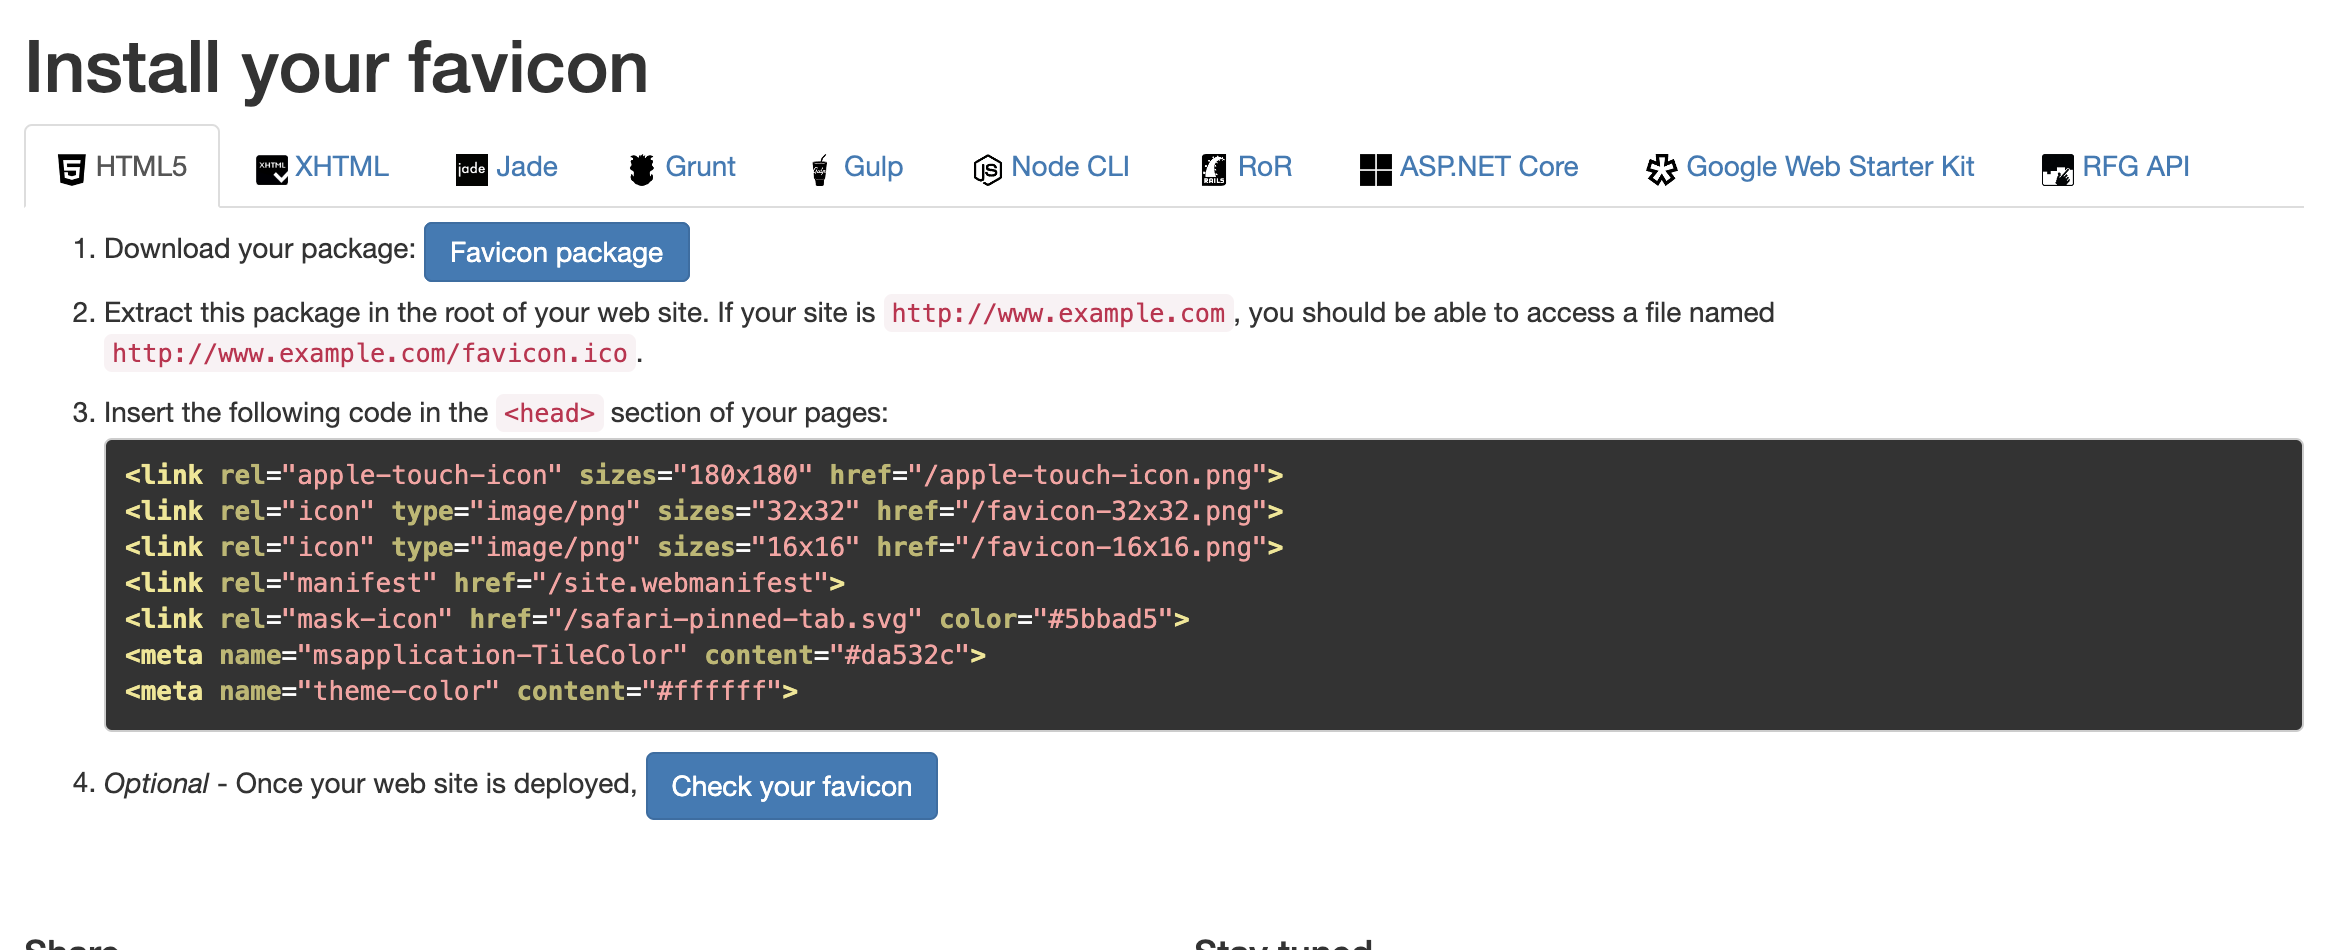 Install your favicon
HTML5 XHTML Jade Grunt Gulp Node CLI RoR ASP.NET Core Google Web Starter Kit RFG API
1. Download your package: Favicon package
2. Extract this package in the root of your web site. If your site is http://www.example.com, you should be able to access a file named
http://www.example.com/favicon.ico.
3. Insert the following code in the <head> section of your pages:
<link rel="apple-touch-icon" sizes="180x180" href="/apple-touch-icon.png">
<link rel="icon" type="image/png" sizes="32x32" href="/favicon-32x32.png">
<link rel="icon" type="image/png" sizes="16x16" href="/favicon-16x16.png">
<link rel="manifest" href="/site.webmanifest">
<link rel="mask-icon" href="/safari-pinned-tab.svg" color="#5bbad5">
<meta name="msapplication-TileColor" content="#da532c">
<meta name="theme-color" content="#ffffff">
4. Optional - Once your web site is deployed, Check your favicon
Share Stay tuned